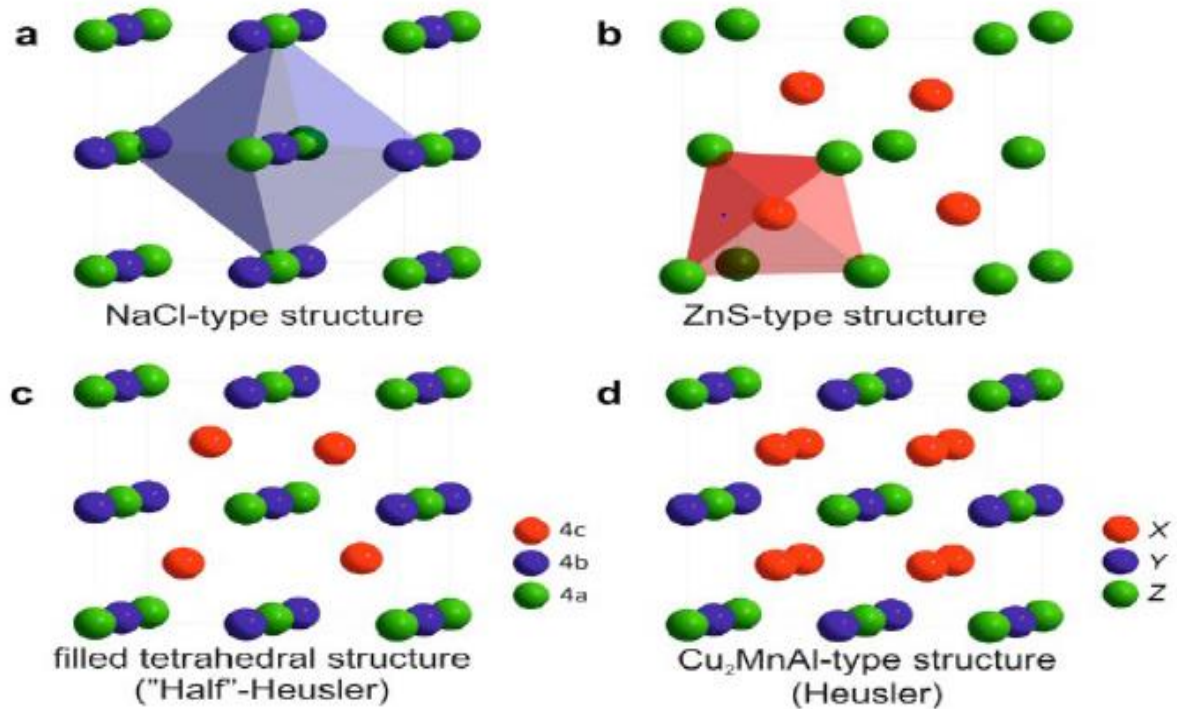 a
b
NaCl-type structure
ZnS-type structure
c
d
4c
4b
4a
X
Y
Z
filled tetrahedral structure
("Half"-Heusler)
Cu₂MnAl-type structure
(Heusler)